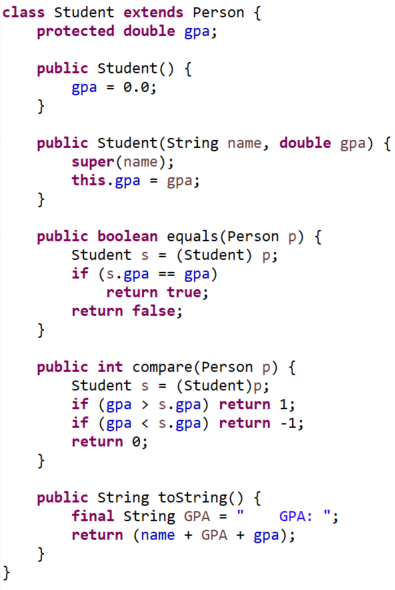 class Student extends Person {
    protected double gpa;

    public Student() {
        gpa = 0.0;
    }

    public Student(String name, double gpa) {
        super(name);
        this.gpa = gpa;
    }

    public boolean equals(Person p) {
        Student s = (Student) p;
        if (s.gpa == gpa)
            return true;
        return false;
    }

    public int compare(Person p) {
        Student s = (Student)p;
        if (gpa > s.gpa) return 1;
        if (gpa < s.gpa) return -1;
        return 0;
    }

    public String toString() {
        final String GPA = "    GPA: ";
        return (name + GPA + gpa);
    }
}